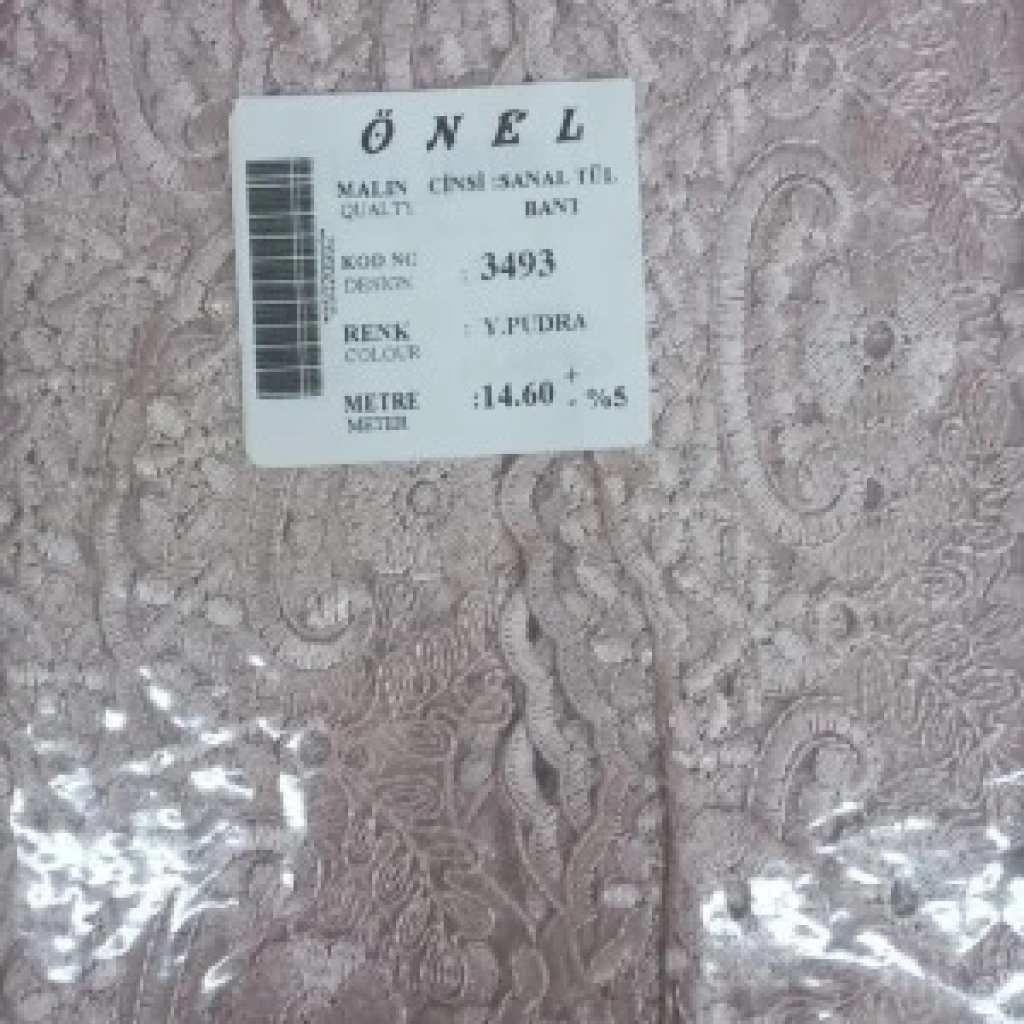 ÖNEL
MALIN CİNSİ :SANAL TÜL
QUALTY BANT
KOD NO : 3493
DESIGN
RENK : Y.PUDRA
COLOUR
METRE :14.60 + - %5
METER